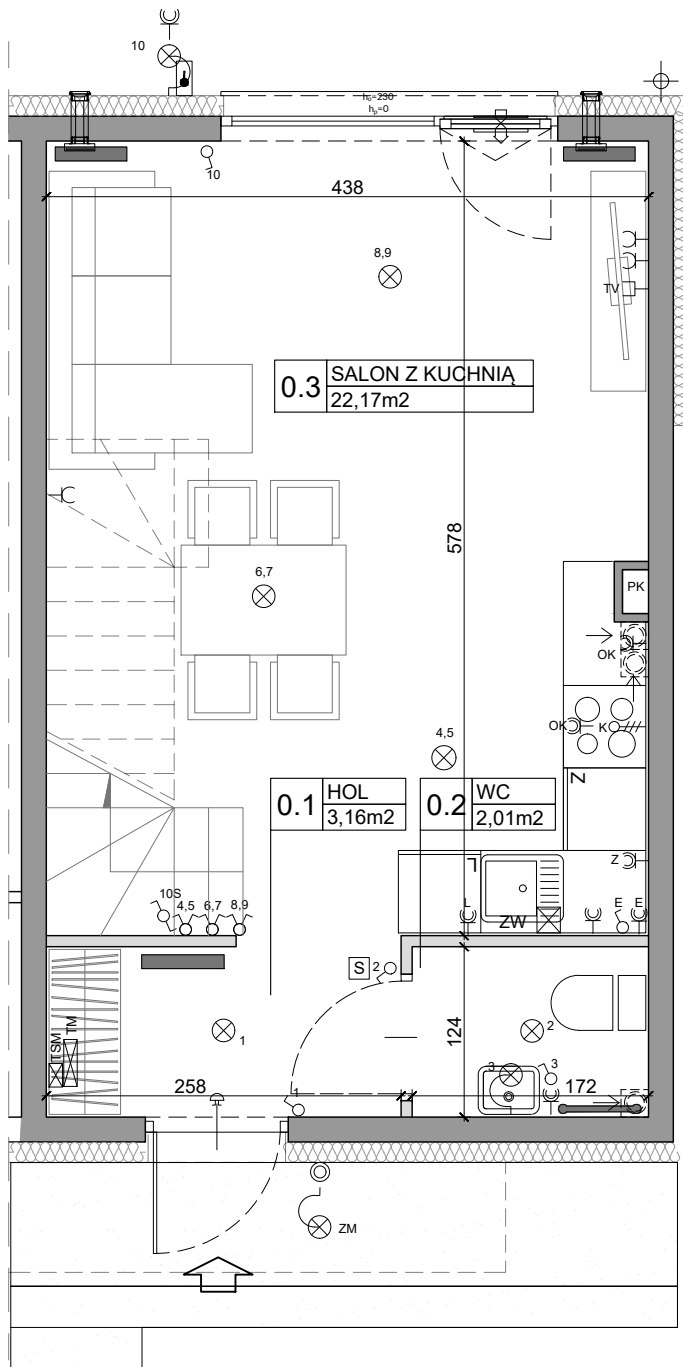 10
h₀=230
hₚ=0
10
438
8,9
TV
0.3 SALON Z KUCHNIĄ
22,17m2
578
6,7
PK
OK
OK
K
4,5
Z
0.1 HOL
3,16m2
0.2 WC
2,01m2
Z
10S
4,5
6,7
8,9
L
ZW
E
E
S
2
TSM
TM
1
124
2
3
3
258
1
172
ZM